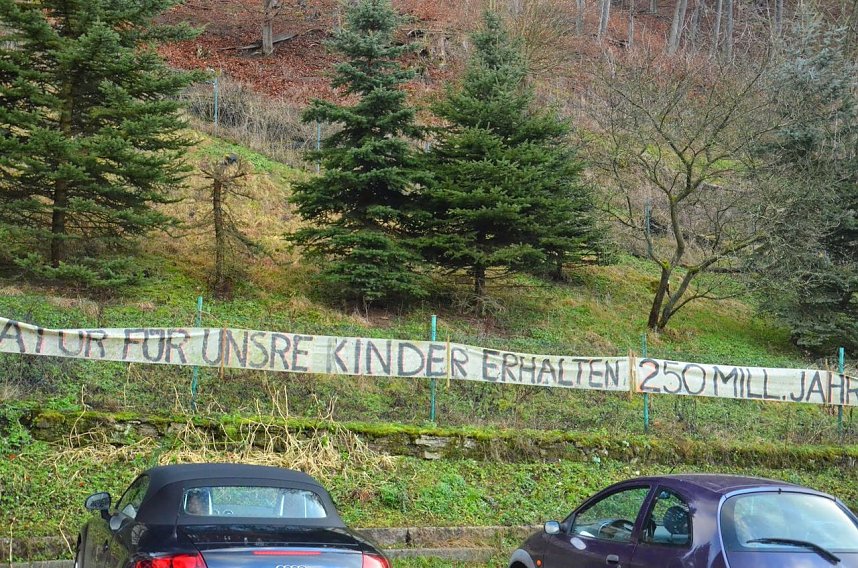 ATUR FÜR UNSRE KINDER ERHALTEN 250 MILL. JAHR